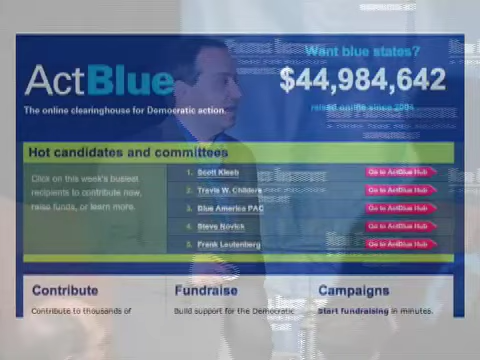 Want blue states?
ActBlue
$44,984,642
The online clearinghouse for Democratic action.
raised online since 2004
Hot candidates and committees
Click on this week's busiest
recipients to contribute now,
raise funds, or learn more.
1. Scott Kleeb Go to ActBlue Hub
2. Travis W. Childers Go to ActBlue Hub
3. Blue America PAC Go to ActBlue Hub
4. Steve Novick Go to ActBlue Hub
5. Frank Lautenberg Go to ActBlue Hub
Contribute Fundraise Campaigns
Contribute to thousands of Build support for the Democratic Start fundraising in minutes.